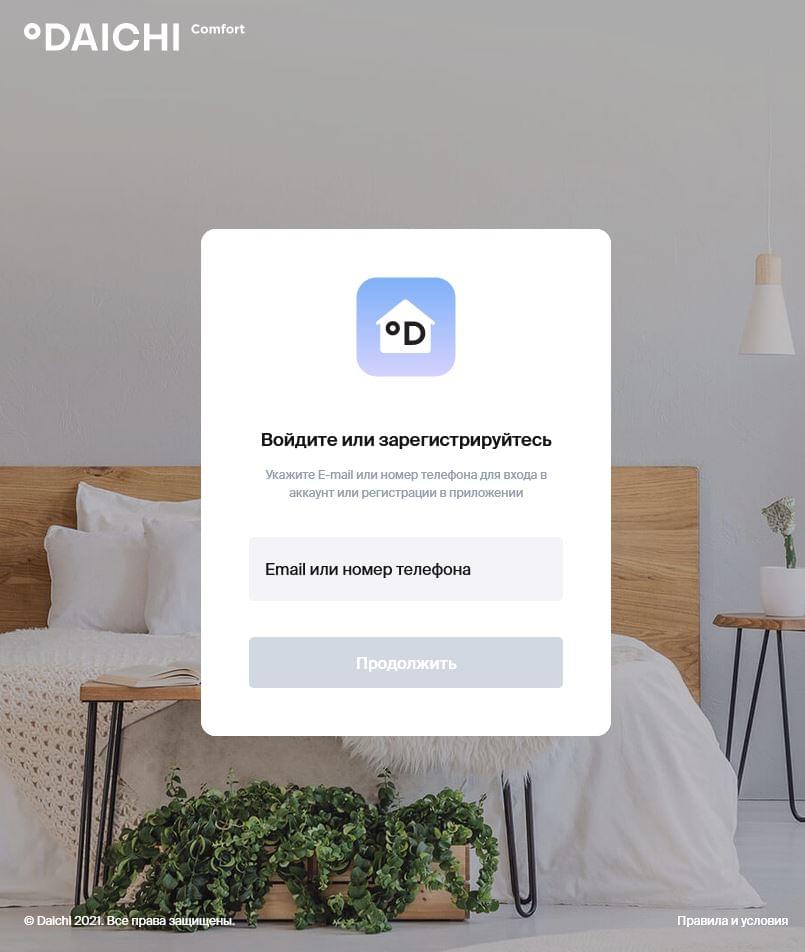 DAICHI Comfort
D
Войдите или зарегистрируйтесь
Укажите E-mail или номер телефона для входа в
аккаунт или регистрации в приложении
Email или номер телефона
Продолжить
© Daichi 2021. Все права защищены.
Правила и условия